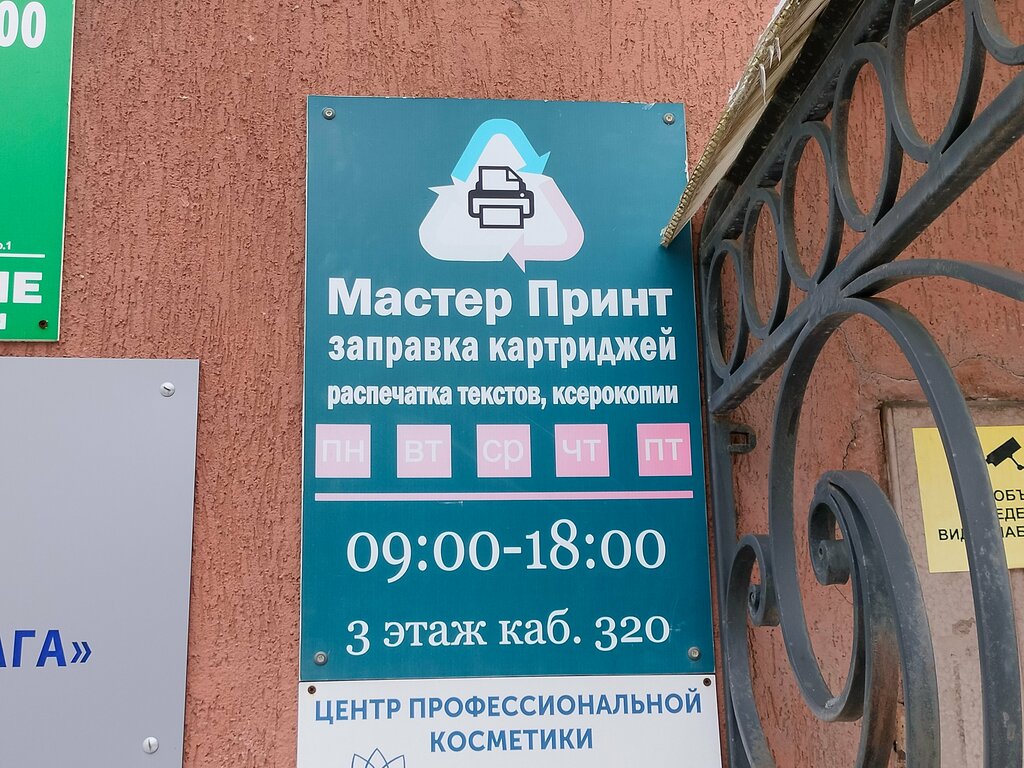 00
Мастер Принт
заправка картриджей
распечатка текстов, ксерокопии
пн вт ср чт пт
09:00-18:00
3 этаж каб. 320
ЦЕНТР ПРОФЕССИОНАЛЬНОЙ
КОСМЕТИКИ